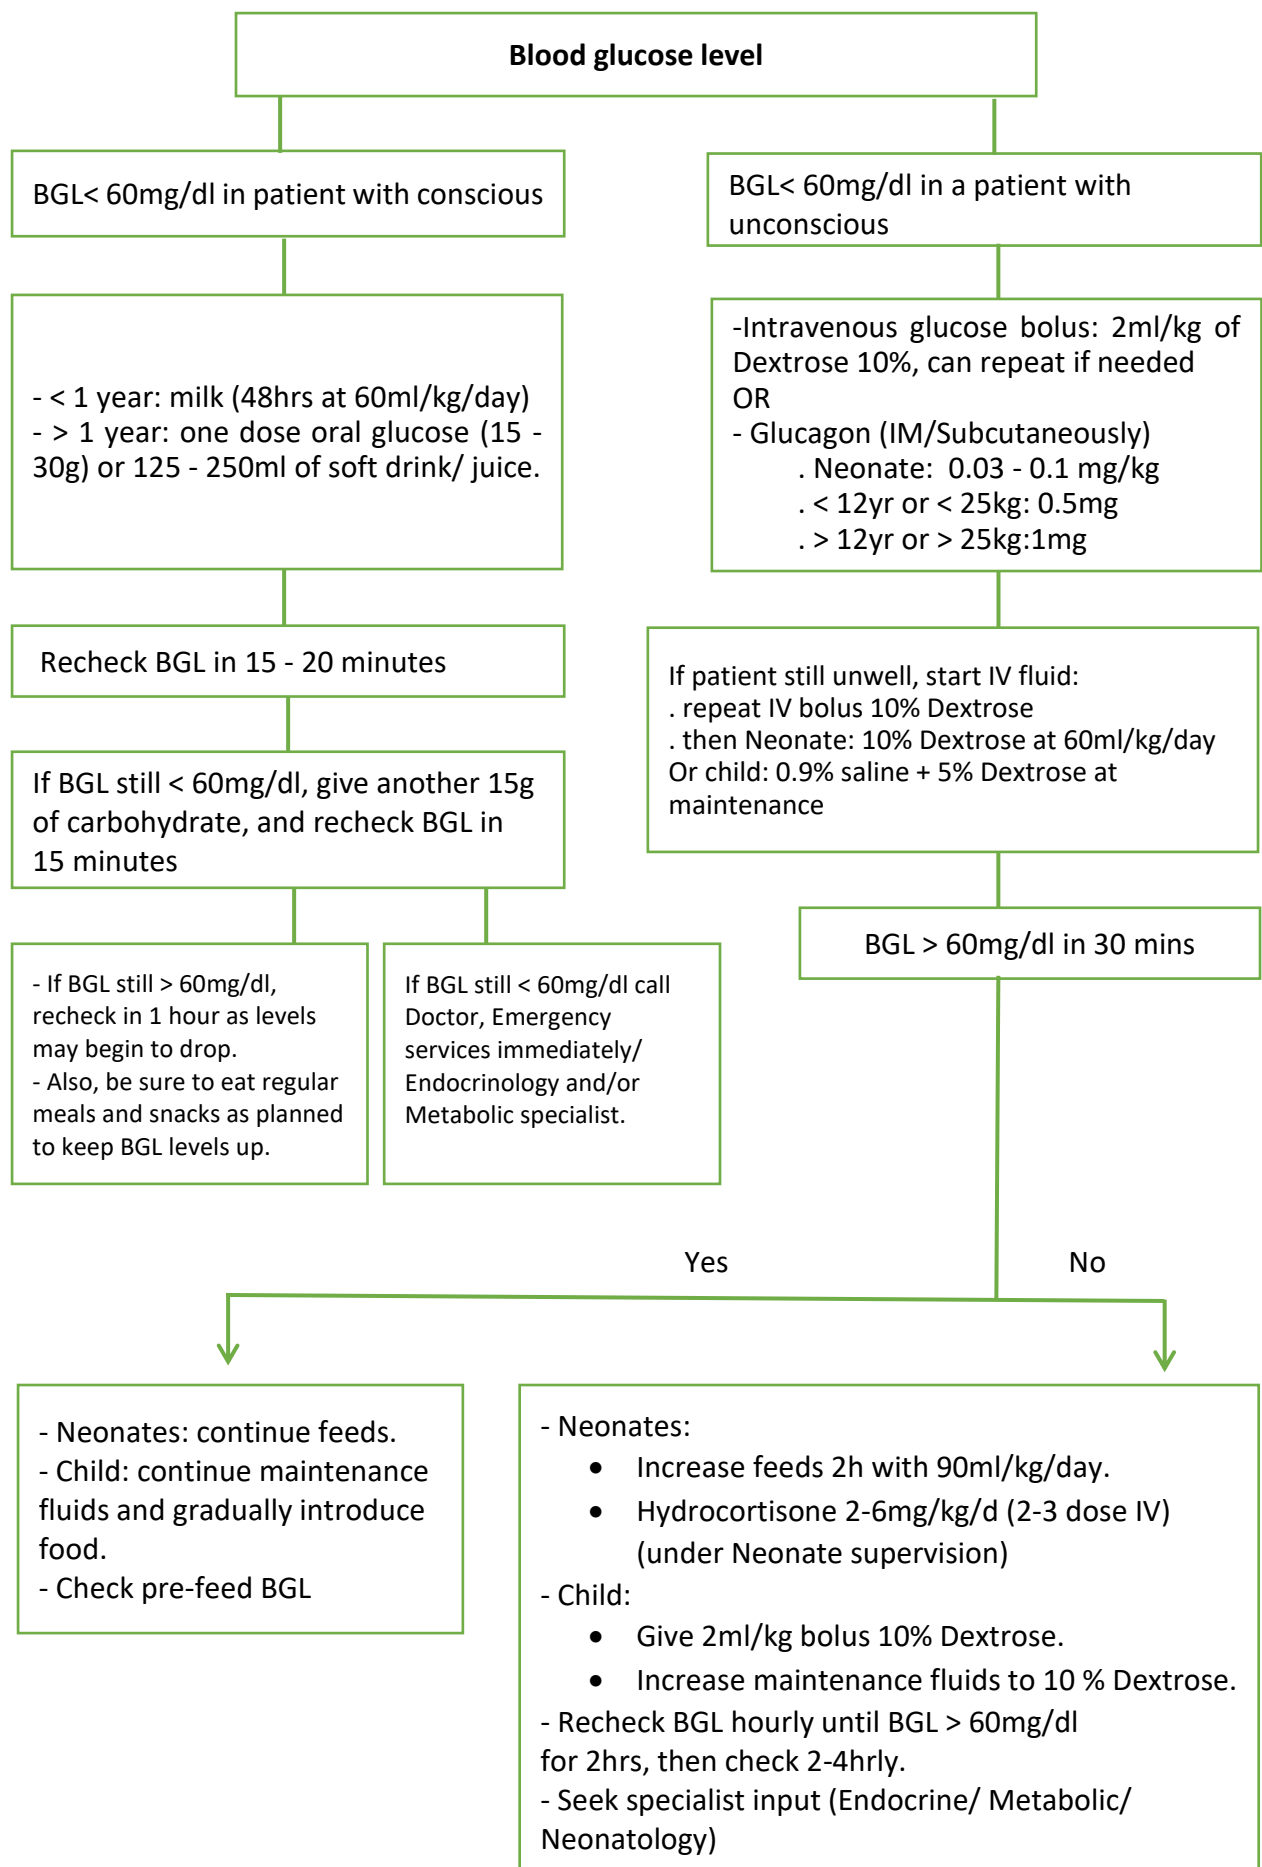 Blood glucose level
BGL< 60mg/dl in patient with conscious
BGL< 60mg/dl in a patient with
unconscious
- < 1 year: milk (48hrs at 60ml/kg/day)
- > 1 year: one dose oral glucose (15 -
30g) or 125 - 250ml of soft drink/ juice.
-Intravenous glucose bolus: 2ml/kg of
Dextrose 10%, can repeat if needed
OR
- Glucagon (IM/Subcutaneously)
. Neonate: 0.03 - 0.1 mg/kg
. < 12yr or < 25kg: 0.5mg
. > 12yr or > 25kg:1mg
Recheck BGL in 15 - 20 minutes
If patient still unwell, start IV fluid:
. repeat IV bolus 10% Dextrose
. then Neonate: 10% Dextrose at 60ml/kg/day
Or child: 0.9% saline + 5% Dextrose at
maintenance
If BGL still < 60mg/dl, give another 15g
of carbohydrate, and recheck BGL in
15 minutes
BGL > 60mg/dl in 30 mins
- If BGL still > 60mg/dl,
recheck in 1 hour as levels
may begin to drop.
- Also, be sure to eat regular
meals and snacks as planned
to keep BGL levels up.
If BGL still < 60mg/dl call
Doctor, Emergency
services immediately/
Endocrinology and/or
Metabolic specialist.
Yes
No
- Neonates: continue feeds.
- Child: continue maintenance
fluids and gradually introduce
food.
- Check pre-feed BGL
- Neonates:
• Increase feeds 2h with 90ml/kg/day.
• Hydrocortisone 2-6mg/kg/d (2-3 dose IV)
(under Neonate supervision)
- Child:
• Give 2ml/kg bolus 10% Dextrose.
• Increase maintenance fluids to 10 % Dextrose.
- Recheck BGL hourly until BGL > 60mg/dl
for 2hrs, then check 2-4hrly.
- Seek specialist input (Endocrine/ Metabolic/
Neonatology)